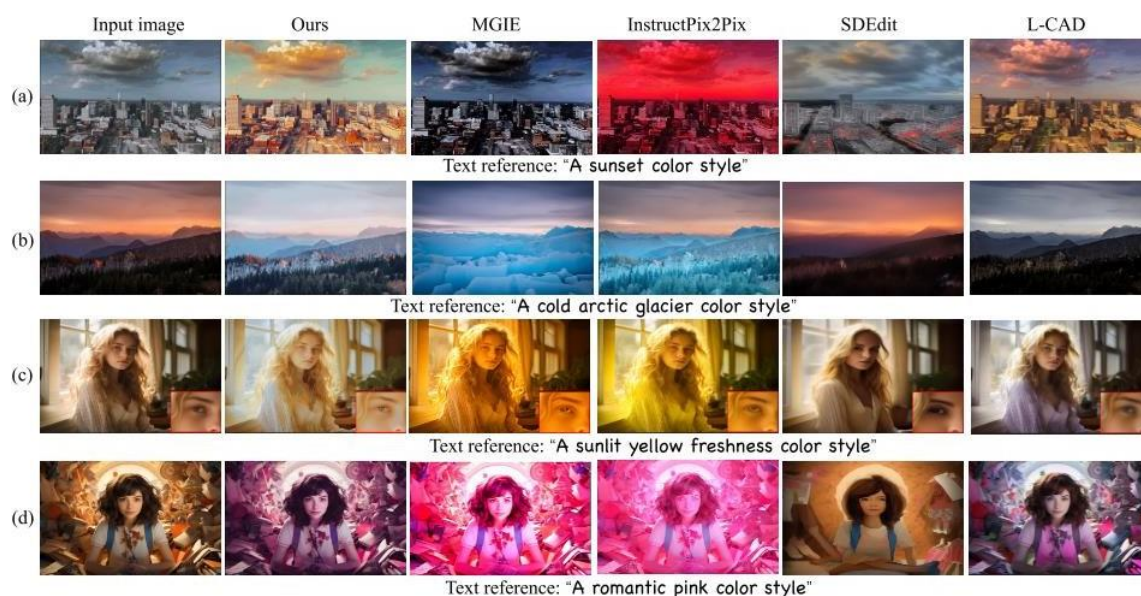 Input image Ours MGIE InstructPix2Pix SDEdit L-CAD
(a)
Text reference: "A sunset color style"
(b)
Text reference: "A cold arctic glacier color style"
(c)
Text reference: "A sunlit yellow freshness color style"
(d)
Text reference: "A romantic pink color style"